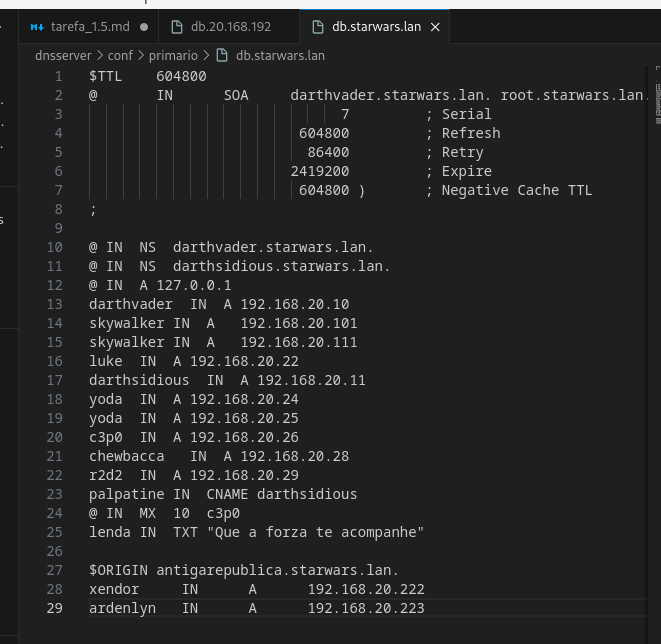 tarefa_1.5.md
db.20.168.192
db.starwars.lan
dnsserver > conf > primario > db.starwars.lan
1 $TTL 604800
2 @ IN SOA darthvader.starwars.lan. root.starwars.lan.
3 7 ; Serial
4 604800 ; Refresh
5 86400 ; Retry
6 2419200 ; Expire
7 604800 ) ; Negative Cache TTL
8 ;
9
10 @ IN NS darthvader.starwars.lan.
11 @ IN NS darthsidious.starwars.lan.
12 @ IN A 127.0.0.1
13 darthvader IN A 192.168.20.10
14 skywalker IN A 192.168.20.101
15 skywalker IN A 192.168.20.111
16 luke IN A 192.168.20.22
17 darthsidious IN A 192.168.20.11
18 yoda IN A 192.168.20.24
19 yoda IN A 192.168.20.25
20 c3p0 IN A 192.168.20.26
21 chewbacca IN A 192.168.20.28
22 r2d2 IN A 192.168.20.29
23 palpatine IN CNAME darthsidious
24 @ IN MX 10 c3p0
25 lenda IN TXT "Que a forza te acompanhe"
26
27 $ORIGIN antigarepublica.starwars.lan.
28 xendor IN A 192.168.20.222
29 ardenlyn IN A 192.168.20.223